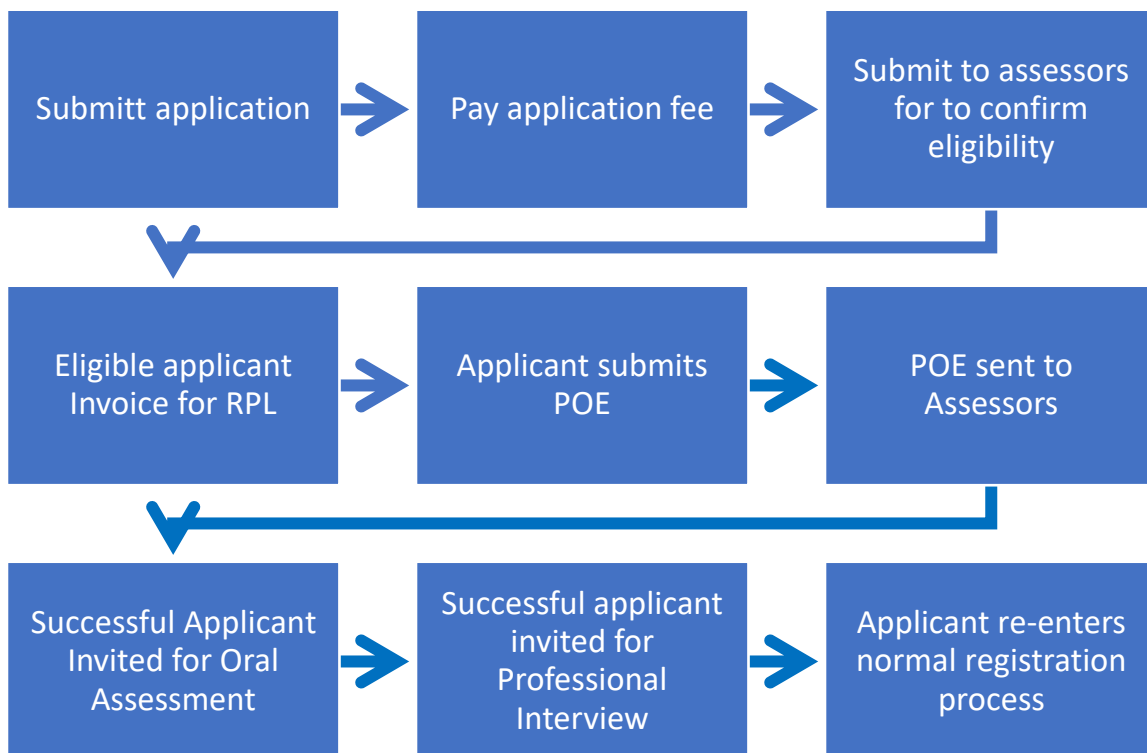 Submitt application
Pay application fee
Submit to assessors
for to confirm
eligibility
Eligible applicant
Invoice for RPL
Applicant submits
POE
POE sent to
Assessors
Successful Applicant
Invited for Oral
Assessment
Successful applicant
invited for
Professional
Interview
Applicant re-enters
normal registration
process